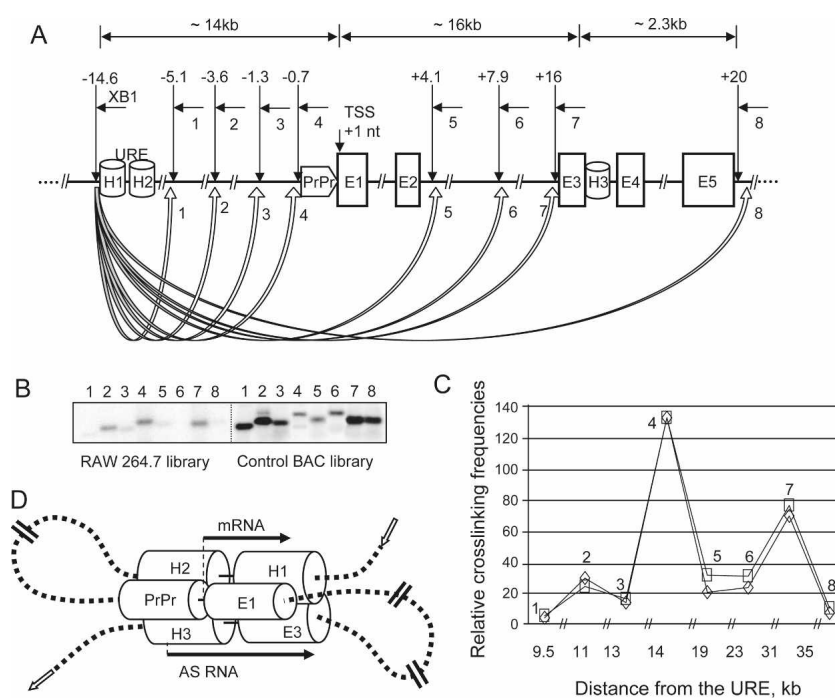 A
~ 14kb ~ 16kb ~ 2.3kb
-14.6 -5.1 -3.6 -1.3 -0.7 +4.1 +7.9 +16 +20
XB1 1 2 3 4 TSS 5 6 7 8
+1 nt
URE
H1 H2 PrPr E1 E2 E3 H3 E4 E5
1 2 3 4 5 6 7 8
B
1 2 3 4 5 6 7 8 1 2 3 4 5 6 7 8
RAW 264.7 library Control BAC library
C
Relative crosslinking frequencies
140
120
100
80
60
40
20
0
1 2 3 4 5 6 7 8
9.5 11 13 14 19 23 31 35
Distance from the URE, kb
D
mRNA
H2 H1
PrPr E1
H3 E3
AS RNA